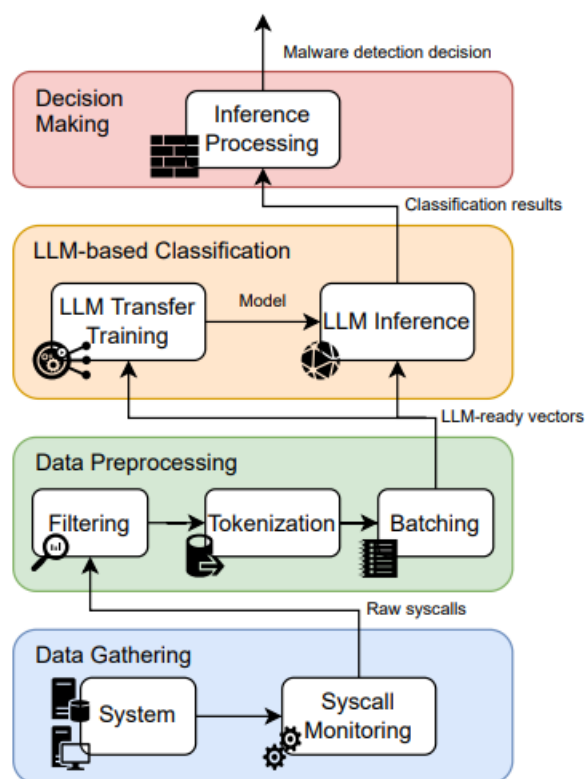 Malware detection decision
Decision
Making
Inference
Processing
Classification results
LLM-based Classification
LLM Transfer
Training
Model
LLM Inference
LLM-ready vectors
Data Preprocessing
Filtering
Tokenization
Batching
Raw syscalls
Data Gathering
System
Syscall
Monitoring